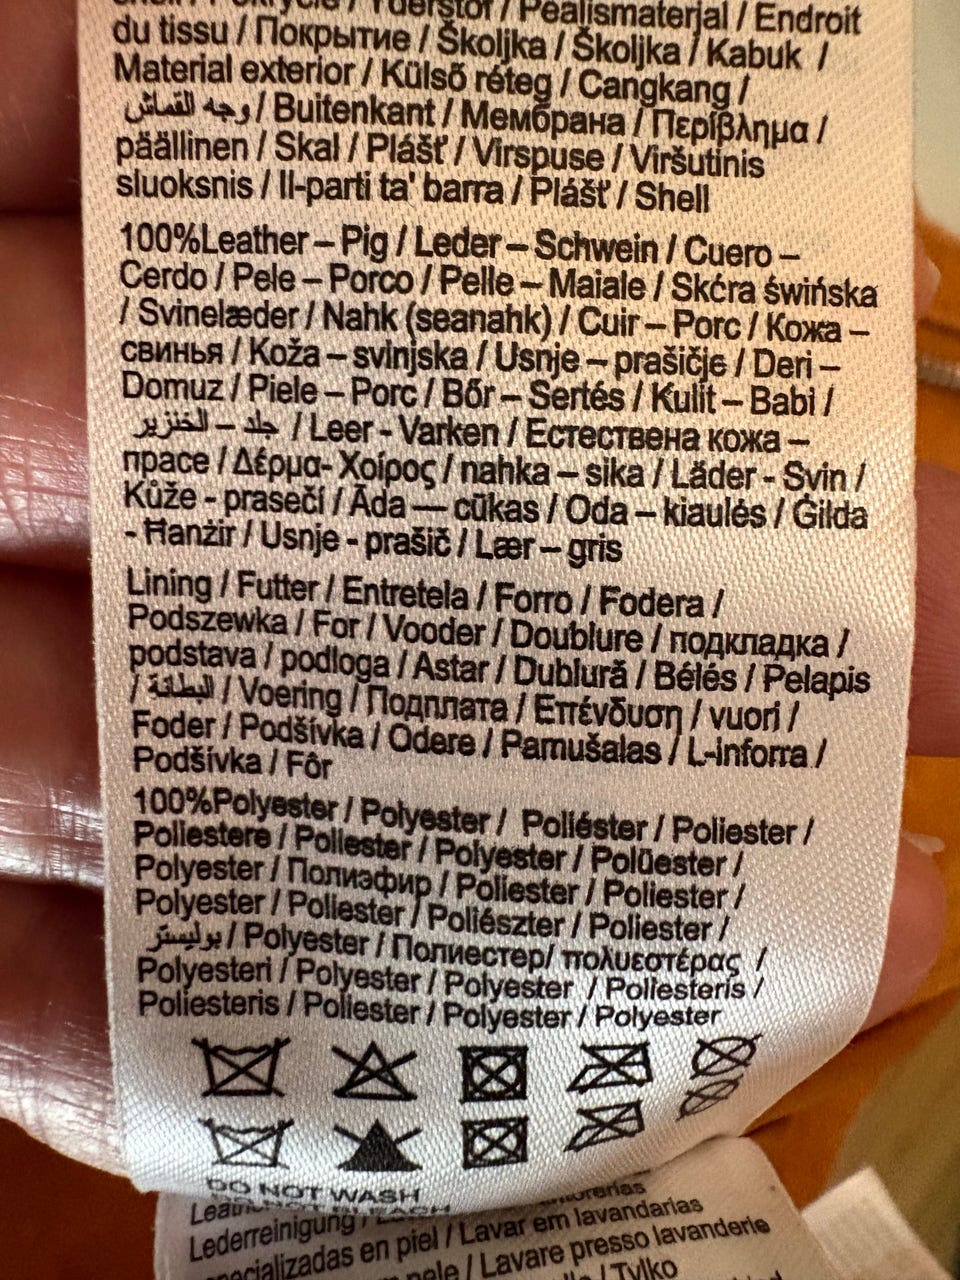 / Yderstof / Pealismaterjal / Endroit
du tissu / Покрытие / Školjka / Školjka / Kabuk /
Material exterior / Külső réteg / Cangkang /
وجه القماش / Buitenkant / Мембрана / Περίβλημα /
päällinen / Skal / Plášť / Virspuse / Viršutinis
sluoksnis / Il-parti ta' barra / Plášť / Shell
100%Leather – Pig / Leder – Schwein / Cuero –
Cerdo / Pele – Porco / Pelle – Maiale / Skćra świńska
/ Svinelæder / Nahk (seanahk) / Cuir – Porc / Кожа –
свинья / Koža – svinjska / Usnje – prašičje / Deri –
Domuz / Piele – Porc / Bőr – Sertés / Kulit – Babi /
جلد – الخنزير / Leer - Varken / Естествена кожа –
прасе / Δέρμα- Χοίρος / nahka – sika / Läder - Svin /
Kůže - prasečí / Āda — cūkas / Oda – kiaulės / Ġilda
- Ħanżir / Usnje - prašič / Lær – gris
Lining / Futter / Entretela / Forro / Fodera /
Podszewka / For / Vooder / Doublure / подкладка /
podstava / podloga / Astar / Dublură / Bélés / Pelapis
/ البطانة / Voering / Подплата / Επένδυση / vuori /
Foder / Podšívka / Odere / Pamušalas / L-inforra /
Podšívka / Fôr
100%Polyester / Polyester / Poliéster / Poliester /
Poliestere / Poliester / Polyester / Polüester /
Polyester / Полиэфир / Poliester / Poliester /
Polyester / Poliester / Poliészter / Poliester /
بوليستر / Polyester / Полиестер/ πολυεστέρας /
Polyesteri / Polyester / Polyester / Poliesteris /
Poliesteris / Poliester / Polyester / Polyester
DO NOT WASH
Lederreinigung /
en piel / Lavar em lavandarias
/ Lavare presso lavanderie
/ Tylko